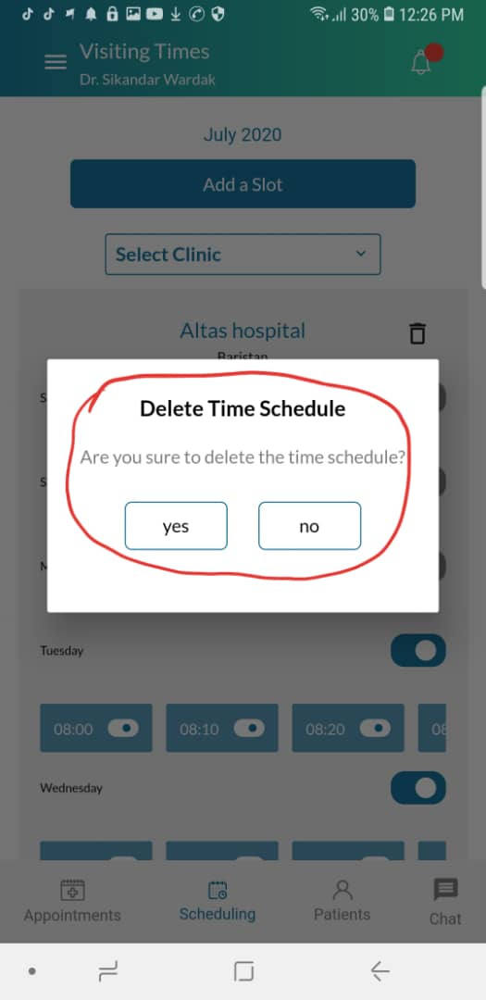 30% 12:26 PM
Visiting Times
Dr. Sikandar Wardak
July 2020
Add a Slot
Select Clinic
Altas hospital
Baristan
S
Delete Time Schedule
Are you sure to delete the time schedule?
S
yes no
M
Tuesday
08:00 08:10 08:20 08
Wednesday
Appointments Scheduling Patients Chat